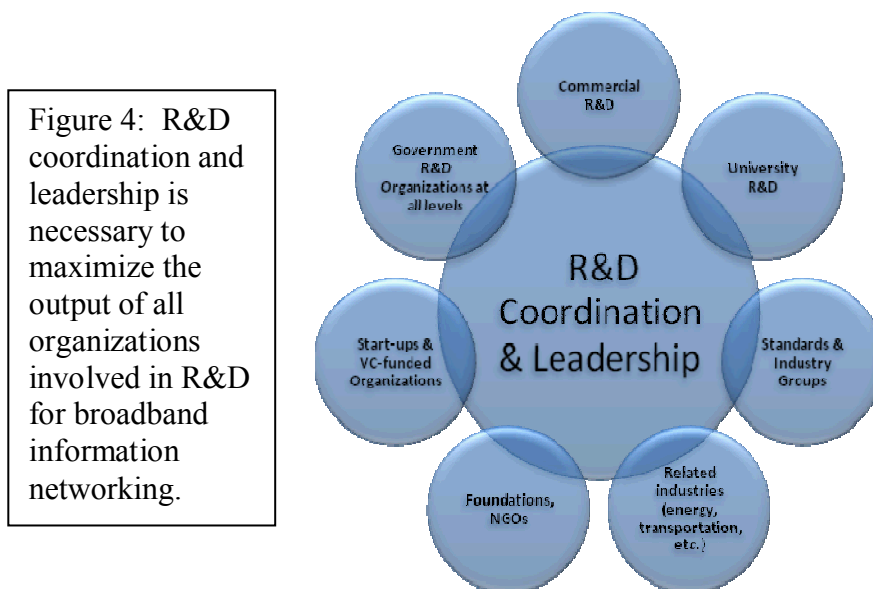 Figure 4:  R&D
coordination and
leadership is
necessary to
maximize the
output of all
organizations
involved in R&D
for broadband
information
networking.
Commercial
R&D
University
R&D
Standards &
Industry
Groups
Related
industries
(energy,
transportation,
etc.)
Foundations,
NGOs
Start-ups &
VC-funded
Organizations
Government
R&D
Organizations at
all levels
R&D
Coordination
& Leadership